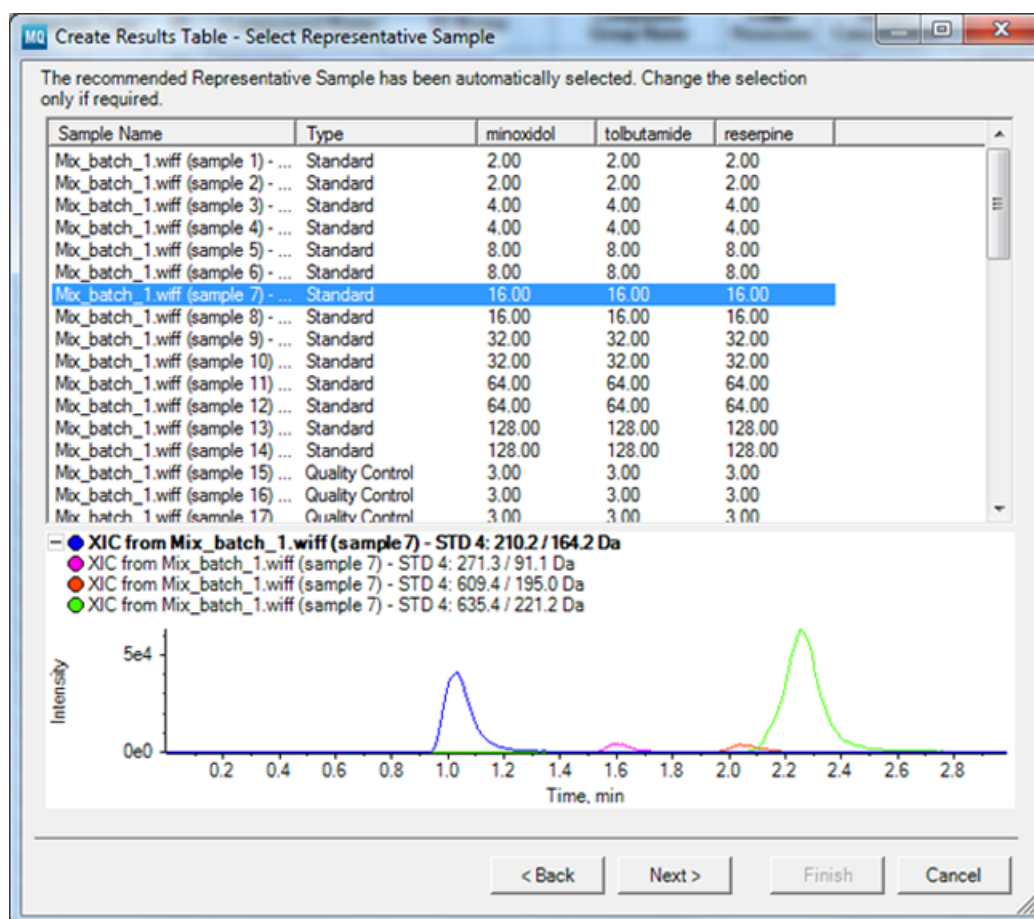 MQ Create Results Table - Select Representative Sample
The recommended Representative Sample has been automatically selected. Change the selection
only if required.
Sample Name Type minoxidol tolbutamide reserpine
Mix_batch_1.wiff (sample 1) - ... Standard 2.00 2.00 2.00
Mix_batch_1.wiff (sample 2) - ... Standard 2.00 2.00 2.00
Mix_batch_1.wiff (sample 3) - ... Standard 4.00 4.00 4.00
Mix_batch_1.wiff (sample 4) - ... Standard 4.00 4.00 4.00
Mix_batch_1.wiff (sample 5) - ... Standard 8.00 8.00 8.00
Mix_batch_1.wiff (sample 6) - ... Standard 8.00 8.00 8.00
Mix_batch_1.wiff (sample 7) - ... Standard 16.00 16.00 16.00
Mix_batch_1.wiff (sample 8) - ... Standard 16.00 16.00 16.00
Mix_batch_1.wiff (sample 9) - ... Standard 32.00 32.00 32.00
Mix_batch_1.wiff (sample 10) ... Standard 32.00 32.00 32.00
Mix_batch_1.wiff (sample 11) ... Standard 64.00 64.00 64.00
Mix_batch_1.wiff (sample 12) ... Standard 64.00 64.00 64.00
Mix_batch_1.wiff (sample 13) ... Standard 128.00 128.00 128.00
Mix_batch_1.wiff (sample 14) ... Standard 128.00 128.00 128.00
Mix_batch_1.wiff (sample 15) ... Quality Control 3.00 3.00 3.00
Mix_batch_1.wiff (sample 16) ... Quality Control 3.00 3.00 3.00
Mix_batch_1.wiff (sample 17) ... Quality Control 3.00 3.00 3.00
XIC from Mix_batch_1.wiff (sample 7) - STD 4: 210.2 / 164.2 Da
XIC from Mix_batch_1.wiff (sample 7) - STD 4: 271.3 / 91.1 Da
XIC from Mix_batch_1.wiff (sample 7) - STD 4: 609.4 / 195.0 Da
XIC from Mix_batch_1.wiff (sample 7) - STD 4: 635.4 / 221.2 Da
Intensity
5e4
0e0
0.2 0.4 0.6 0.8 1.0 1.2 1.4 1.6 1.8 2.0 2.2 2.4 2.6 2.8
Time, min
< Back Next > Finish Cancel